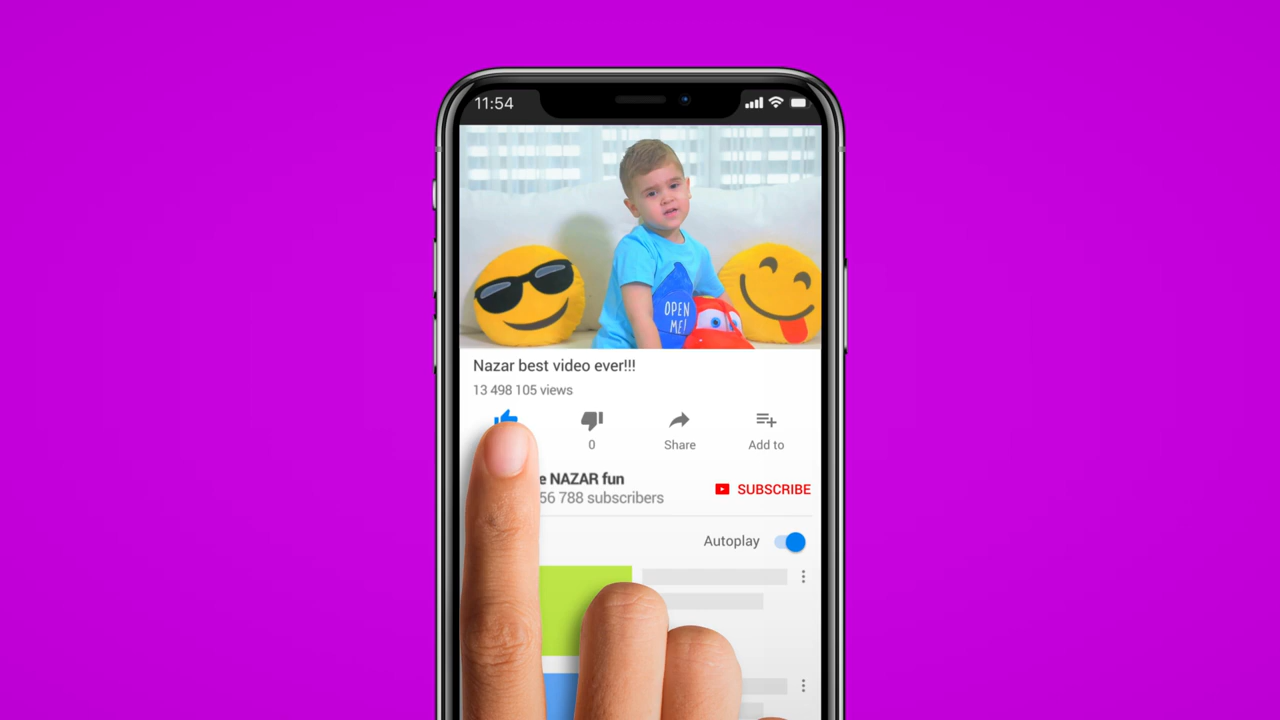 11:54
OPEN
ME!
Nazar best video ever!!!
13 498 105 views
0
Share
Add to
NAZAR fun
SUBSCRIBE
56 788 subscribers
Autoplay